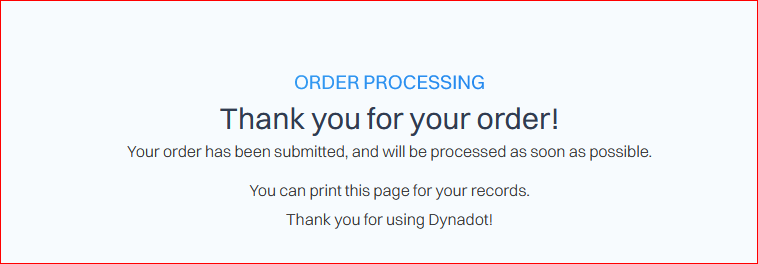 ORDER PROCESSING
Thank you for your order!
Your order has been submitted, and will be processed as soon as possible.
You can print this page for your records.
Thank you for using Dynadot!